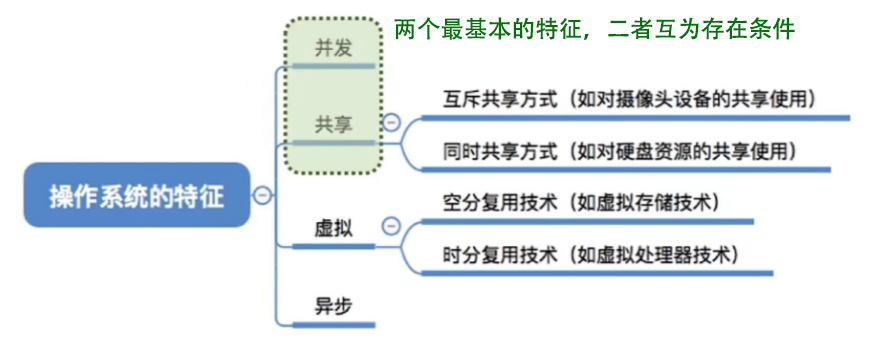 两个最基本的特征，二者互为存在条件
并发
共享
互斥共享方式（如对摄像头设备的共享使用）
同时共享方式（如对硬盘资源的共享使用）
操作系统的特征
虚拟
空分复用技术（如虚拟存储技术）
时分复用技术（如虚拟处理器技术）
异步